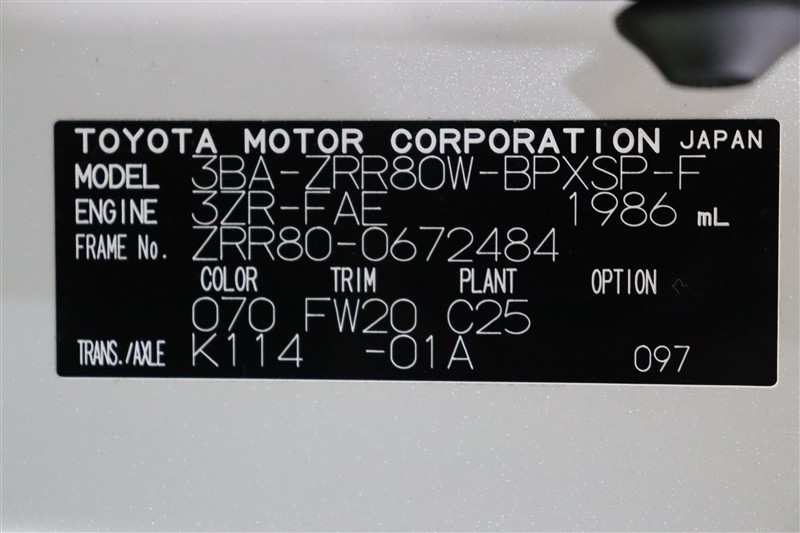 TOYOTA MOTOR CORPORATION JAPAN
MODEL 3BA-ZRR80W-BPXSP-F
ENGINE 3ZR-FAE 1986 mL
FRAME No. ZRR80-0672484
COLOR TRIM PLANT OPTION
070 FW20 C25
TRANS./AXLE K114 -01A 097